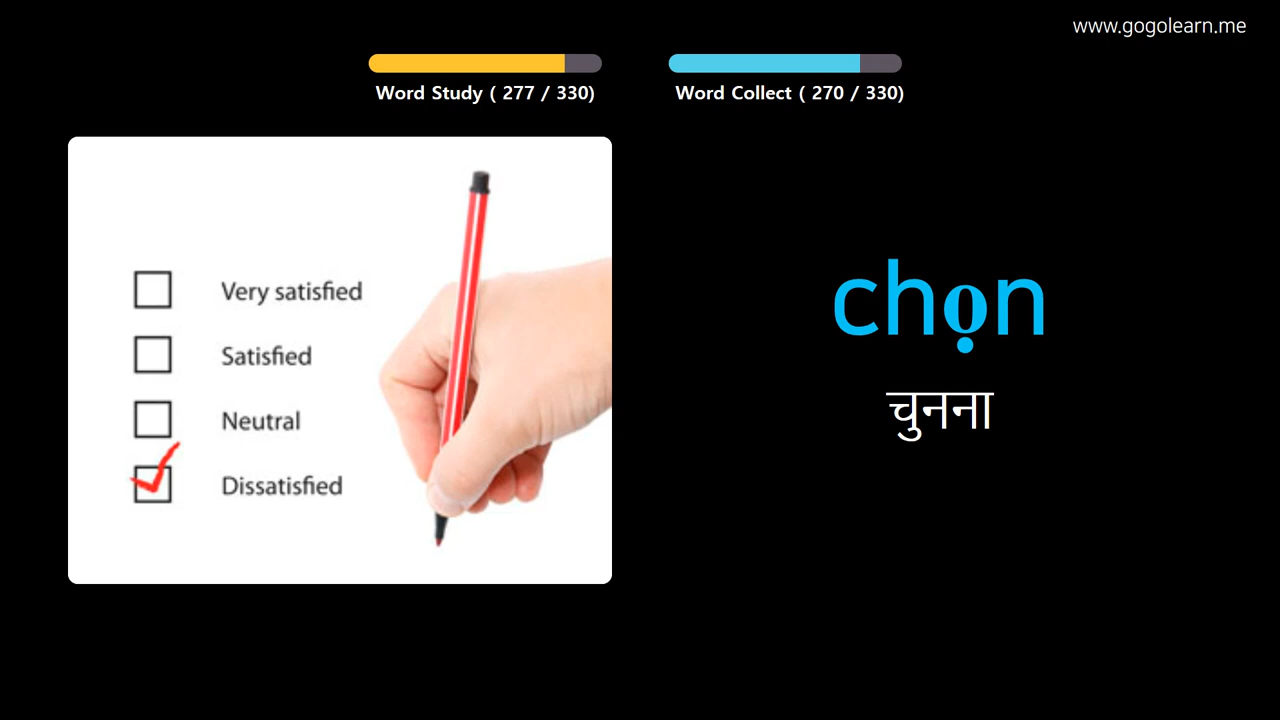 www.gogolearn.me
Word Study ( 277 / 330)
Word Collect ( 270 / 330)
Very satisfied
Satisfied
Neutral
Dissatisfied
chọn
चुनना